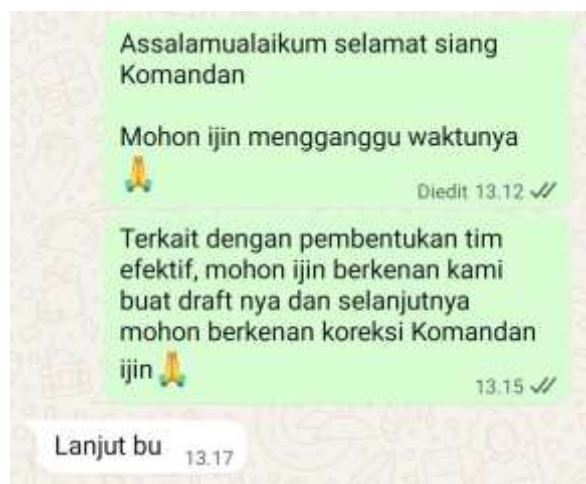 Assalamualaikum selamat siang
Komandan
Mohon ijin mengganggu waktunya
🙏
Diedit 13.12
Terkait dengan pembentukan tim
efektif, mohon ijin berkenan kami
buat draft nya dan selanjutnya
mohon berkenan koreksi Komandan
ijin 🙏
13.15
Lanjut bu 13.17